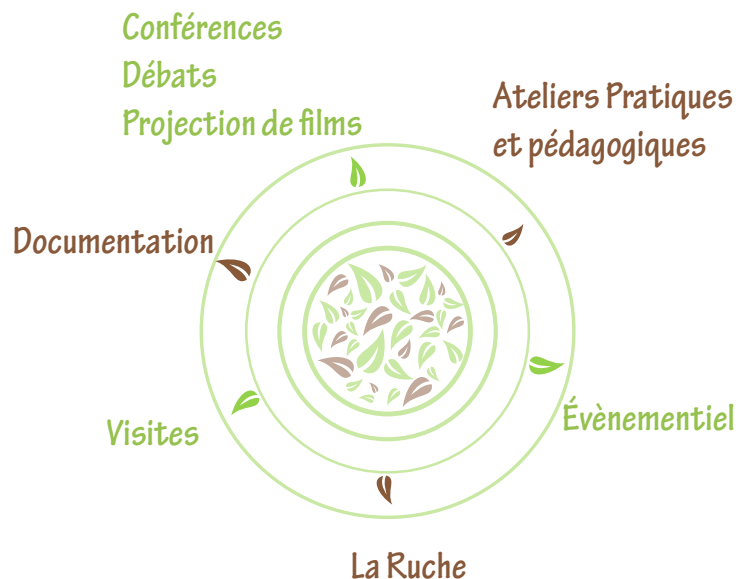 Conférences
Débats
Projection de films
Ateliers Pratiques
et pédagogiques
Documentation
Évènementiel
Visites
La Ruche